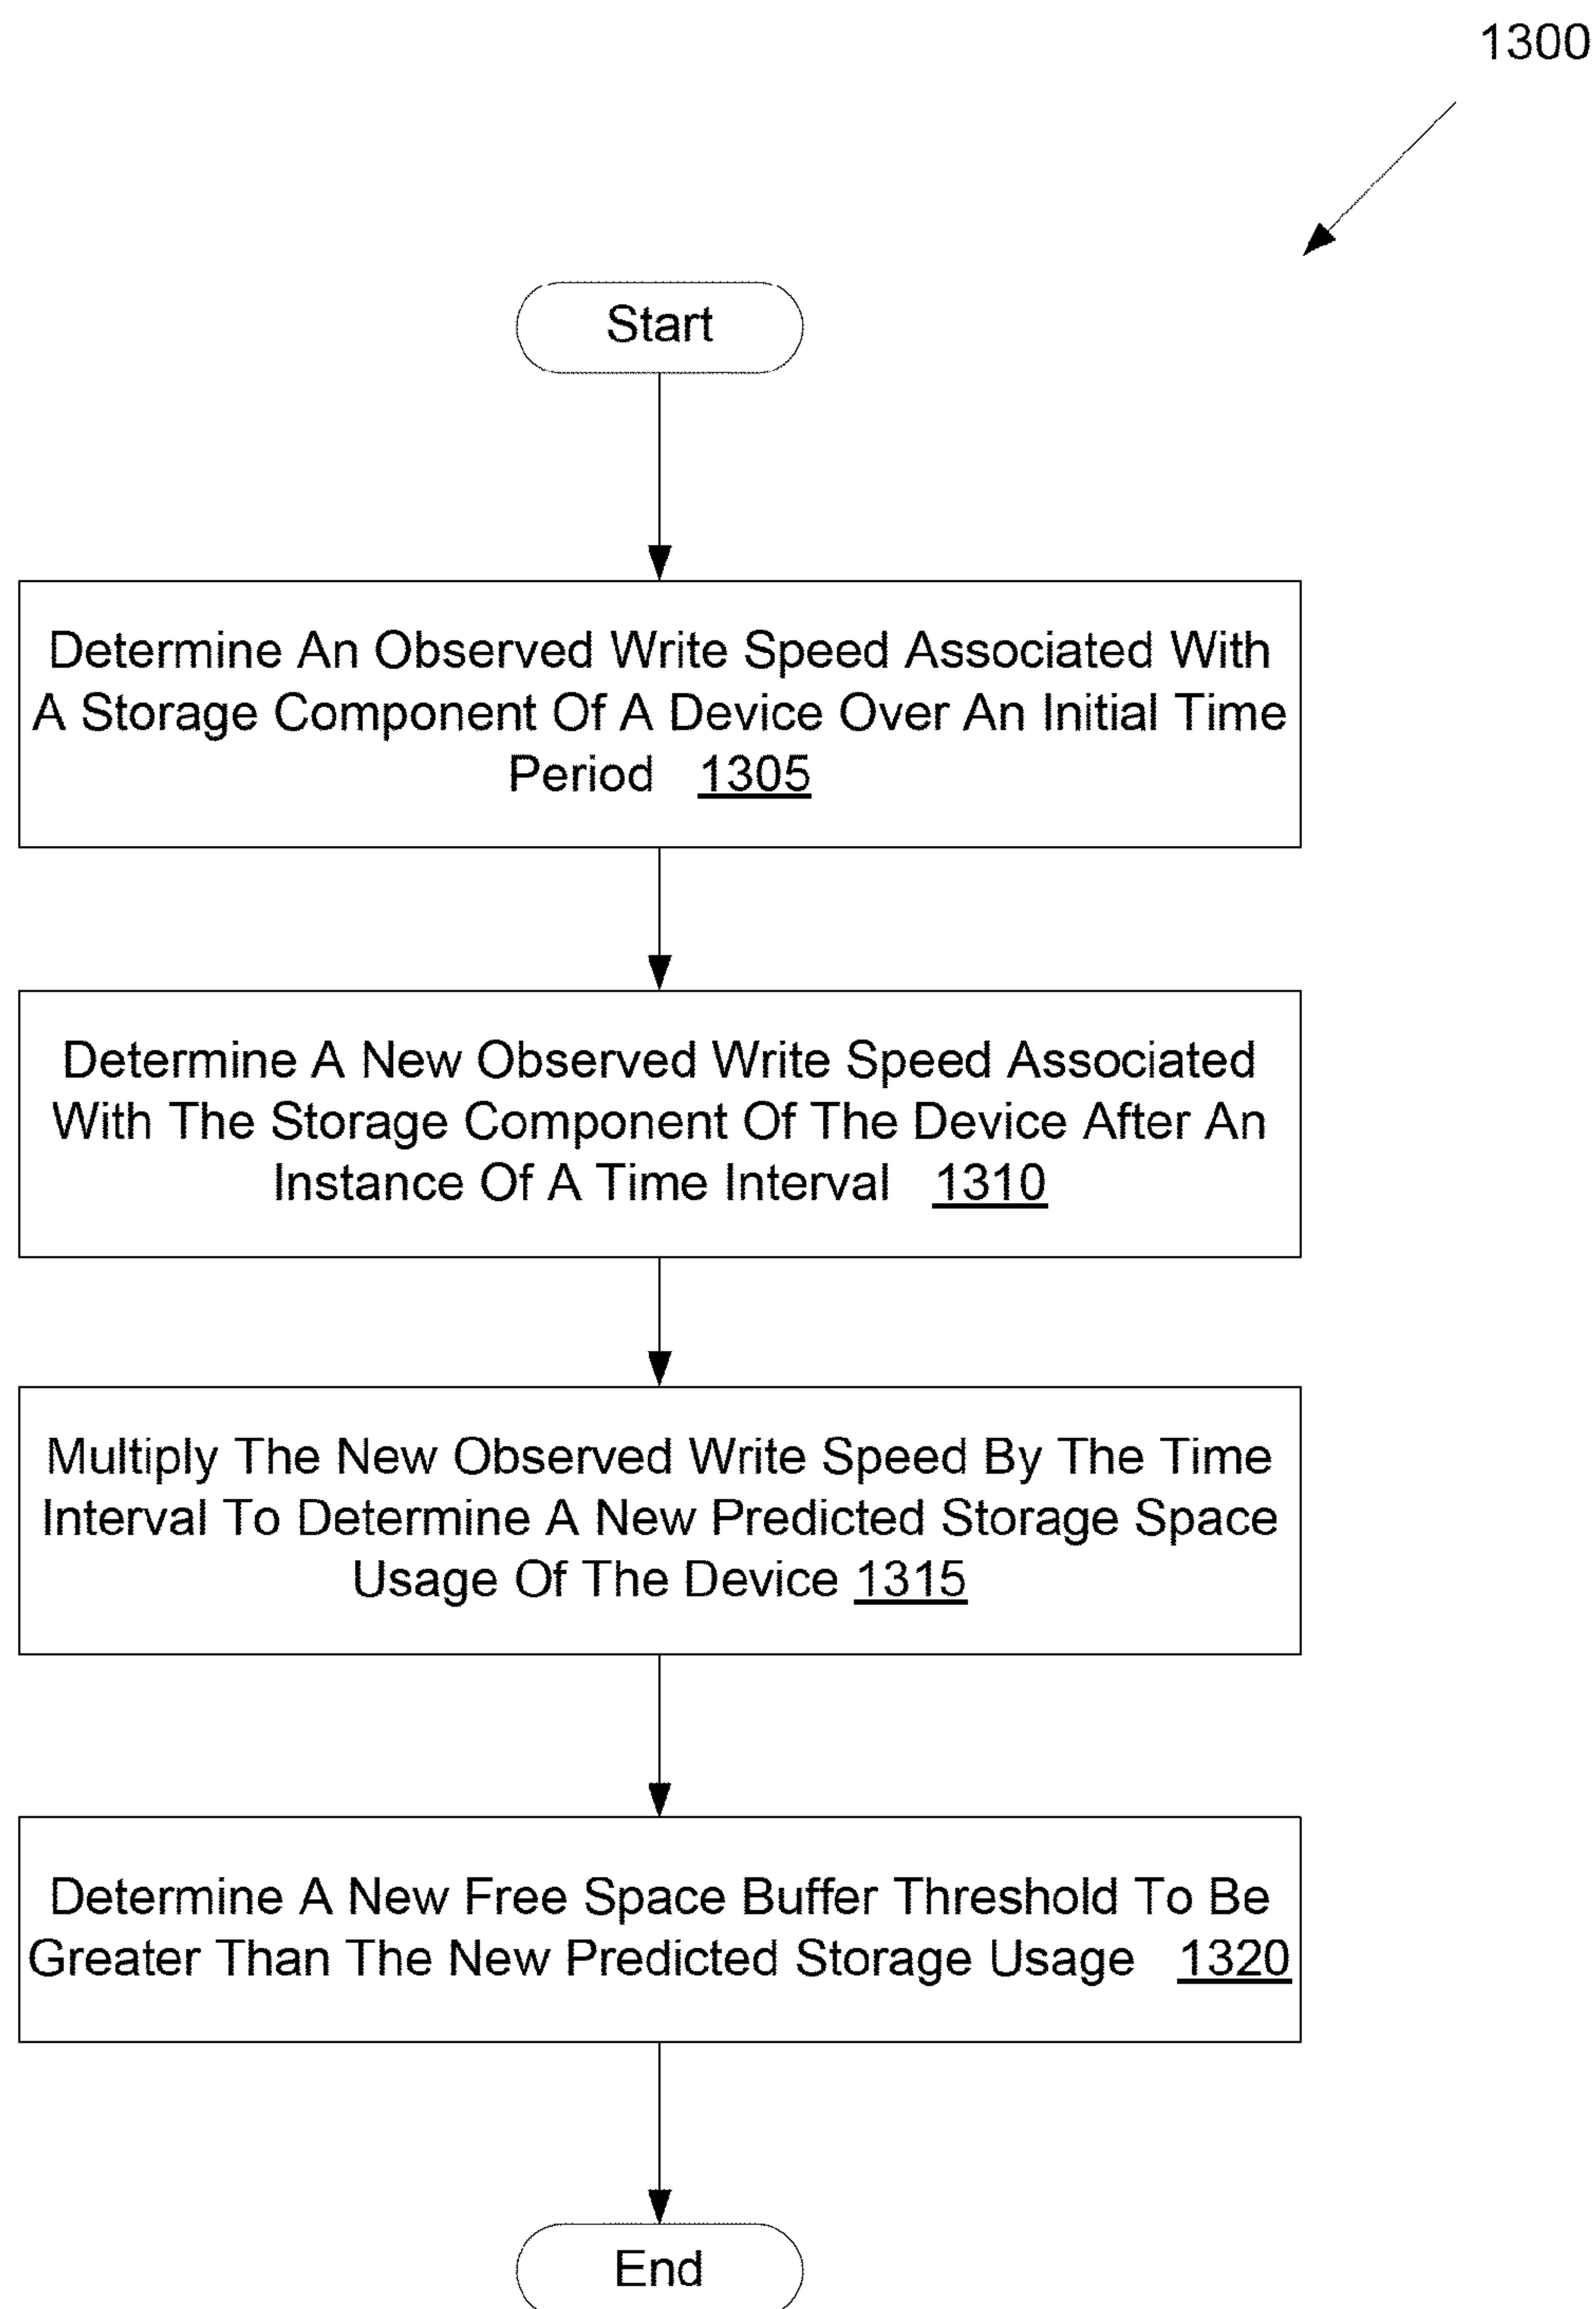 1300
Start
Determine An Observed Write Speed Associated With
A Storage Component Of A Device Over An Initial Time
Period 1305
Determine A New Observed Write Speed Associated
With The Storage Component Of The Device After An
Instance Of A Time Interval 1310
Multiply The New Observed Write Speed By The Time
Interval To Determine A New Predicted Storage Space
Usage Of The Device 1315
Determine A New Free Space Buffer Threshold To Be
Greater Than The New Predicted Storage Usage 1320
End